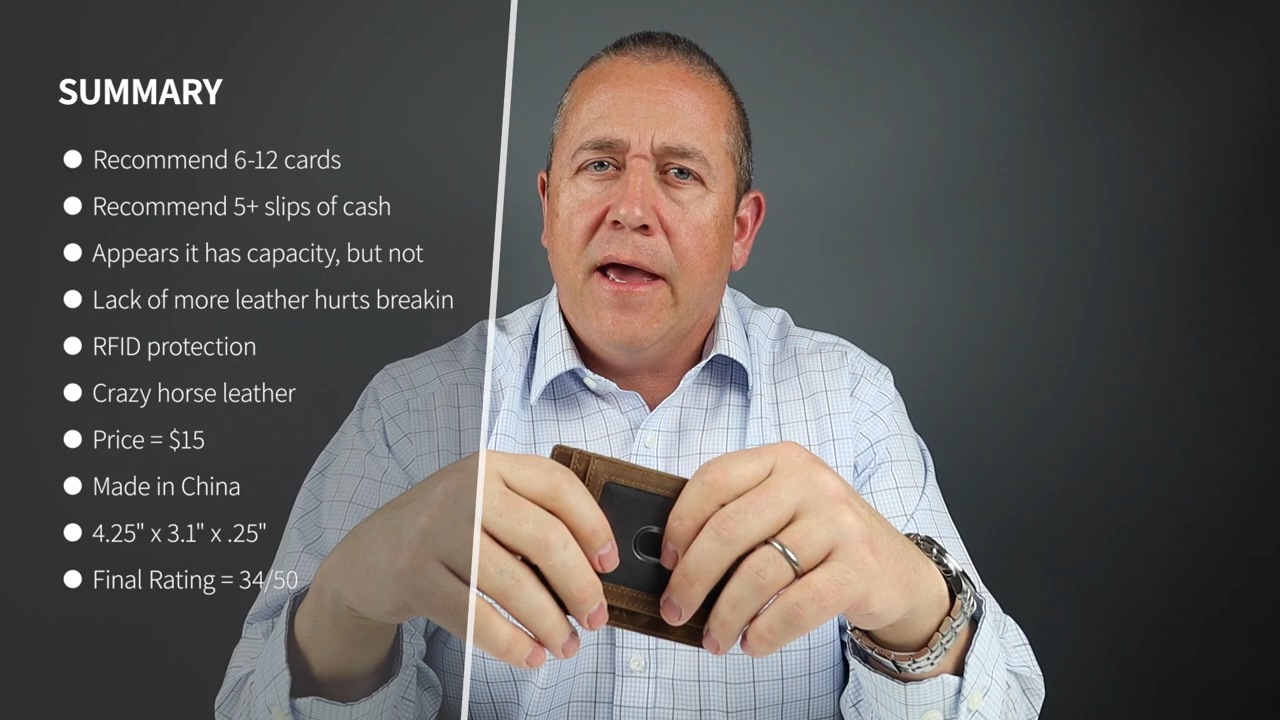 SUMMARY
Recommend 6-12 cards
Recommend 5+ slips of cash
Appears it has capacity, but not
Lack of more leather hurts breakin
RFID protection
Crazy horse leather
Price = $15
Made in China
4.25" x 3.1" x .25"
Final Rating = 34/50